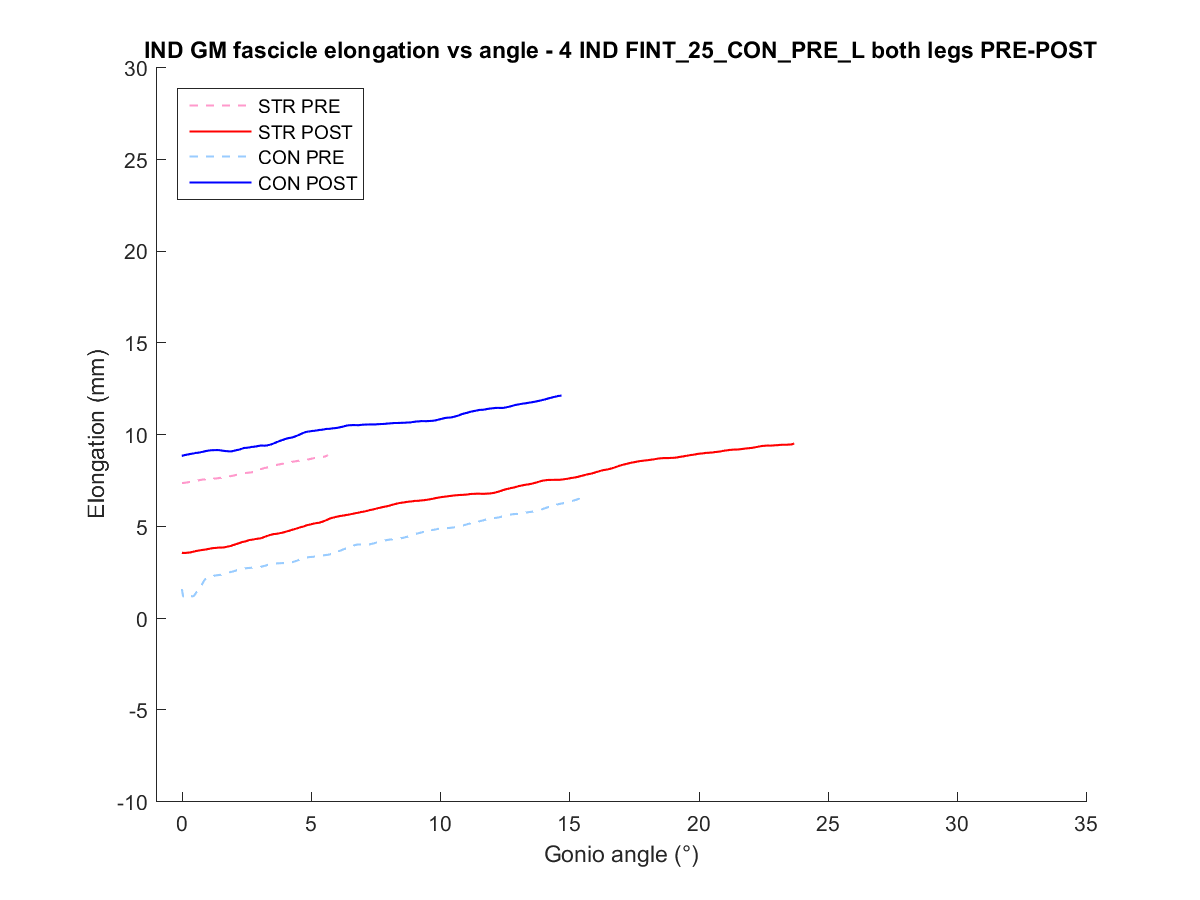 IND GM fascicle elongation vs angle - 4 IND FINT_25_CON_PRE_L both legs PRE-POST
30
25
20
15
10
5
0
-5
-10
STR PRE
STR POST
CON PRE
CON POST
Elongation (mm)
0 5 10 15 20 25 30 35
Gonio angle (°)